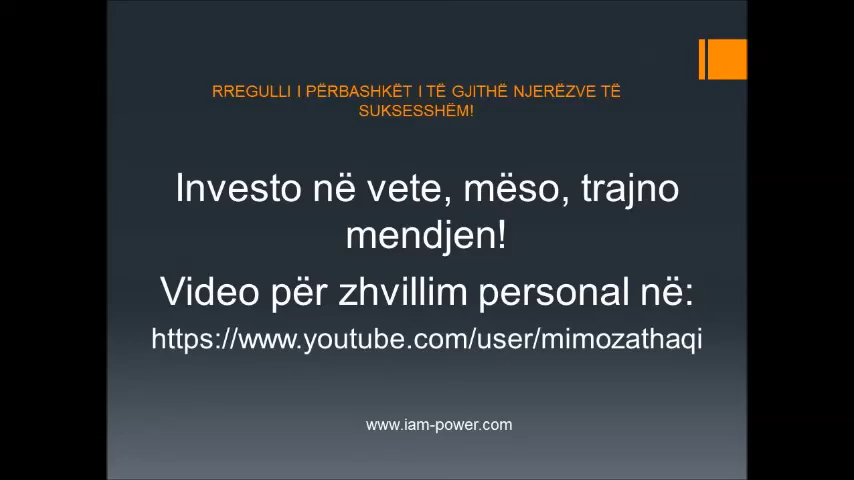 RREGULLI I PËRBASHKËT I TË GJITHË NJERËZVE TË
SUKSESSHËM!
Investo në vete, mëso, trajno
mendjen!
Video për zhvillim personal në:
https://www.youtube.com/user/mimozathaqi
www.iam-power.com